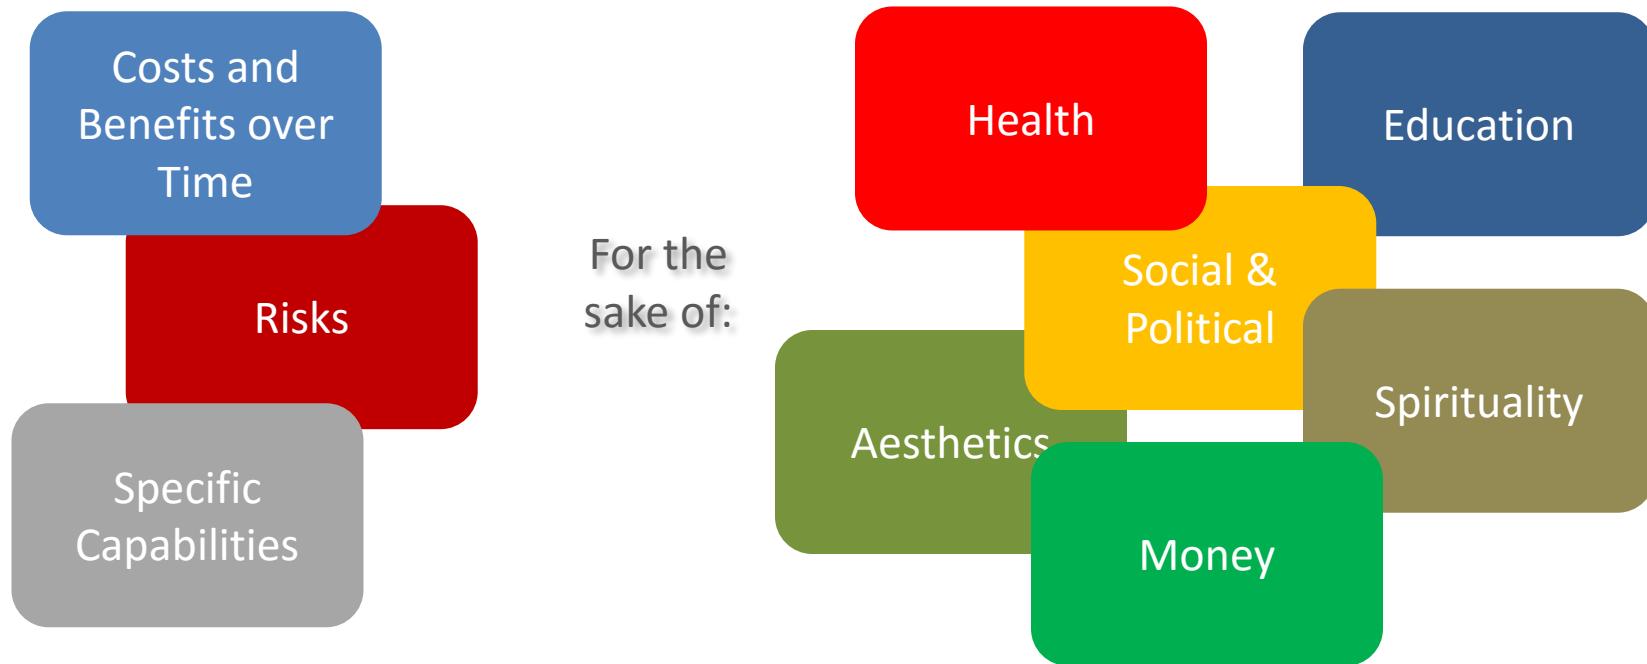 Costs and
Benefits over
Time
Risks
Specific
Capabilities
For the
sake of:
Health
Education
Social &
Political
Spirituality
Aesthetics
Money